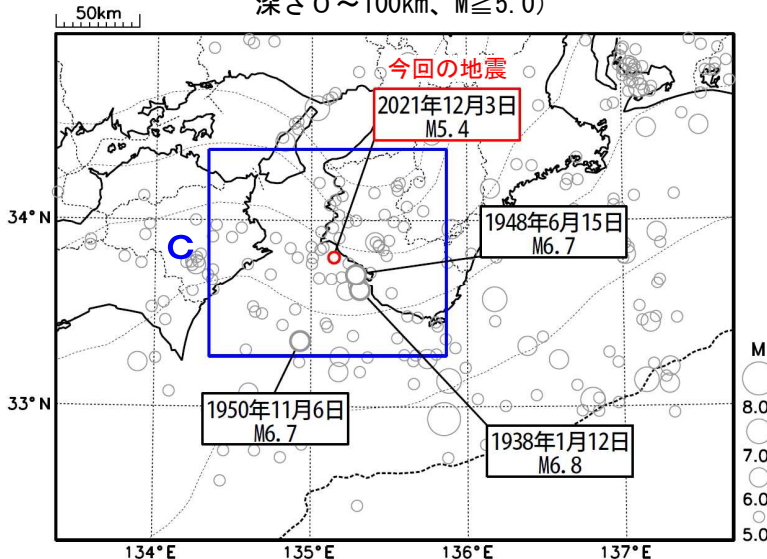 深さ0～100km、M≧5.0)
50km
今回の地震
2021年12月3日
M5.4
34°N
C
1948年6月15日
M6.7
M
33°N
1950年11月6日
M6.7
1938年1月12日
M6.8
8.0
7.0
6.0
5.0
134°E
135°E
136°E
137°E